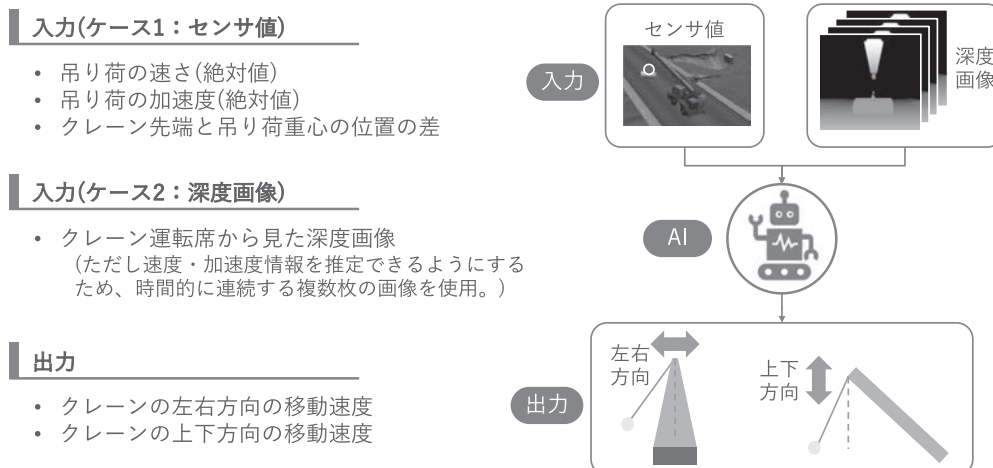 入力(ケース1：センサ値)
• 吊り荷の速さ(絶対値)
• 吊り荷の加速度(絶対値)
• クレーン先端と吊り荷重心の位置の差
入力(ケース2：深度画像)
• クレーン運転席から見た深度画像
(ただし速度・加速度情報を推定できるようにする
ため、時間的に連続する複数枚の画像を使用。)
出力
• クレーンの左右方向の移動速度
• クレーンの上下方向の移動速度
入力
センサ値
深度
画像
AI
出力
左右
方向
上下
方向